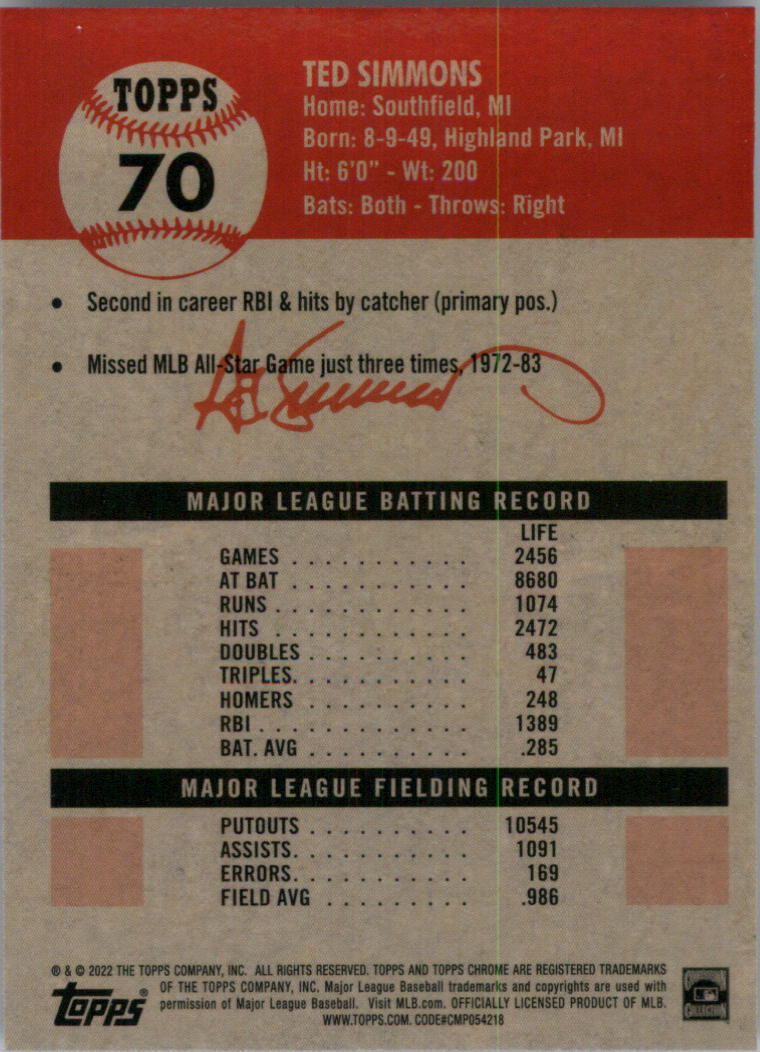 TOPPS
70
TED SIMMONS
Home: Southfield, MI
Born: 8-9-49, Highland Park, MI
Ht: 6'0" - Wt: 200
Bats: Both - Throws: Right
• Second in career RBI & hits by catcher (primary pos.)
• Missed MLB All-Star Game just three times, 1972-83
Ted Simmons
MAJOR LEAGUE BATTING RECORD
LIFE
GAMES . . . . . . . . . . . 2456
AT BAT . . . . . . . . . . . 8680
RUNS . . . . . . . . . . . . 1074
HITS . . . . . . . . . . . . 2472
DOUBLES . . . . . . . . . . 483
TRIPLES. . . . . . . . . . . 47
HOMERS . . . . . . . . . . 248
RBI . . . . . . . . . . . . . 1389
BAT. AVG . . . . . . . . . . .285
MAJOR LEAGUE FIELDING RECORD
PUTOUTS . . . . . . . . . . 10545
ASSISTS. . . . . . . . . . . 1091
ERRORS. . . . . . . . . . . 169
FIELD AVG . . . . . . . . . .986
® & © 2022 THE TOPPS COMPANY, INC. ALL RIGHTS RESERVED. TOPPS AND TOPPS CHROME ARE REGISTERED TRADEMARKS
OF THE TOPPS COMPANY, INC. Major League Baseball trademarks and copyrights are used with
permission of Major League Baseball. Visit MLB.com. OFFICIALLY LICENSED PRODUCT OF MLB.
WWW.TOPPS.COM. CODE#CMP054218
TOPPS®
COOPERSTOWN
COLLECTION